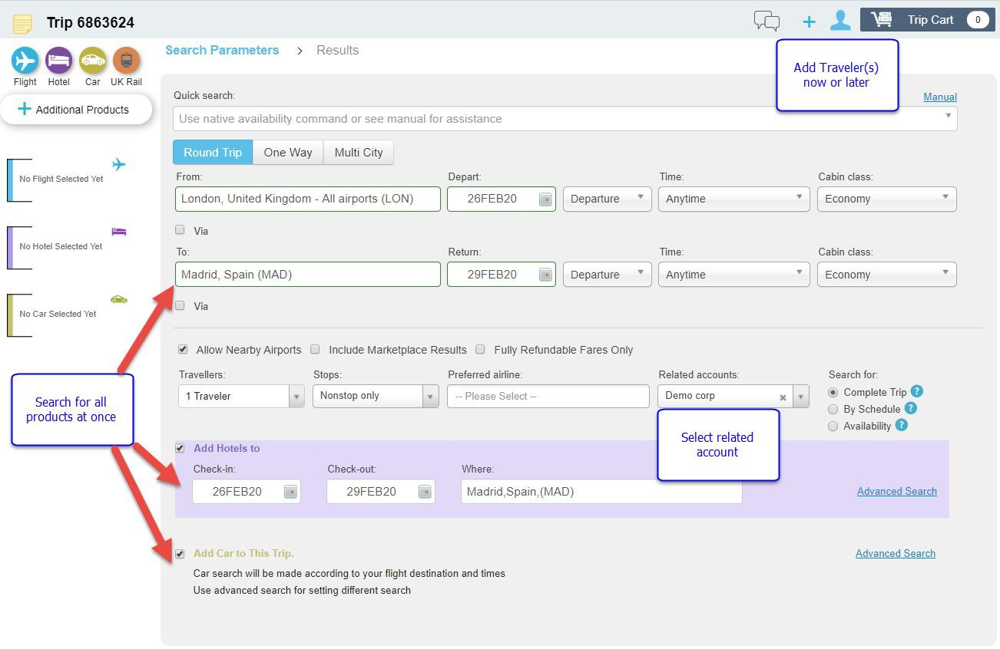 Trip 6863624
Trip Cart 0
Flight Hotel Car UK Rail
Additional Products
Search Parameters > Results
Add Traveler(s)
now or later
Quick search:
Manual
Use native availability command or see manual for assistance
Round Trip One Way Multi City
From: Depart: Time: Cabin class:
London, United Kingdom - All airports (LON) 26FEB20 Departure Anytime Economy
Via
To: Return: Time: Cabin class:
Madrid, Spain (MAD) 29FEB20 Departure Anytime Economy
Via
No Flight Selected Yet
No Hotel Selected Yet
No Car Selected Yet
Allow Nearby Airports Include Marketplace Results Fully Refundable Fares Only
Travellers: Stops: Preferred airline: Related accounts: Search for:
1 Traveler Nonstop only -- Please Select -- Demo corp × Complete Trip ?
By Schedule ?
Availability ?
Search for all
products at once
Select related
account
Add Hotels to
Check-in: Check-out: Where:
26FEB20 29FEB20 Madrid,Spain,(MAD) Advanced Search
Add Car to This Trip. Advanced Search
Car search will be made according to your flight destination and times
Use advanced search for setting different search